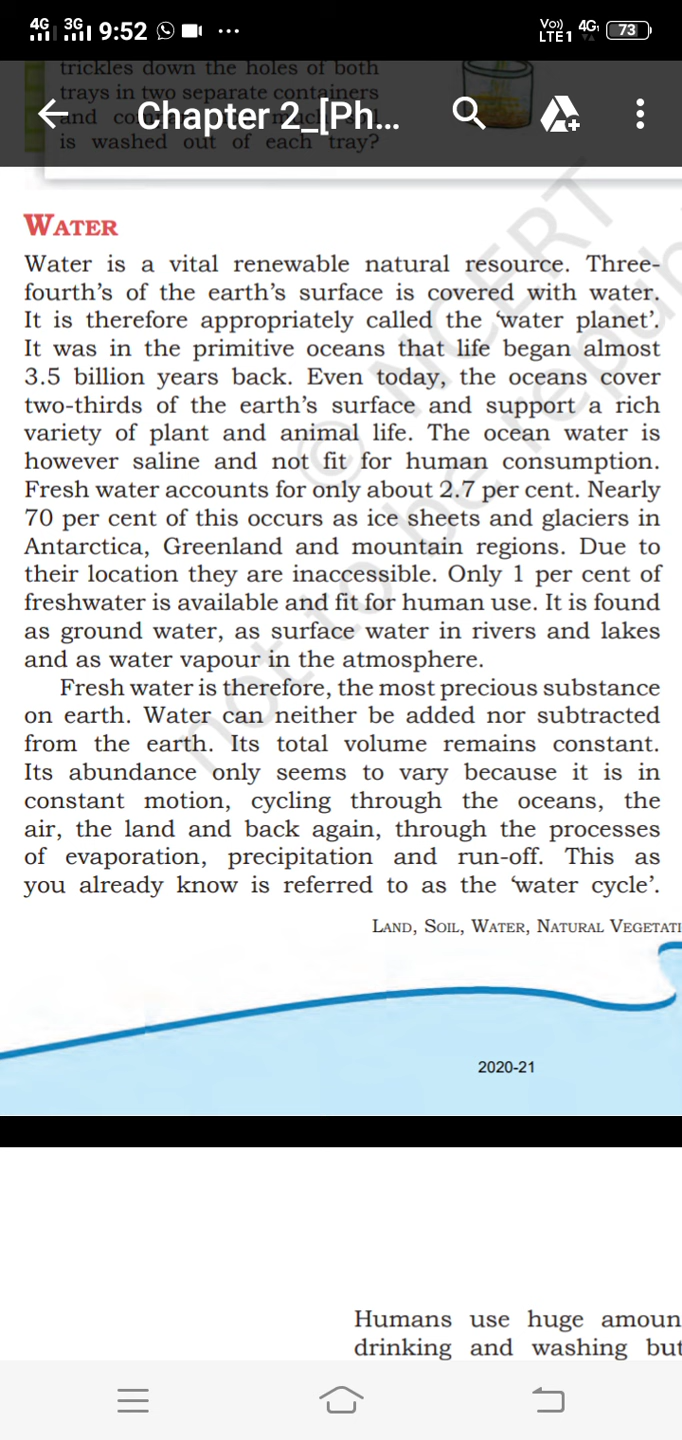 4G 3G 9:52 ...
Vo)) LTE1 4G 73
trickles down the holes of both
trays in two separate containers
and
Chapter 2_[Ph...
is washed out of each tray?
WATER
Water is a vital renewable natural resource. Three-
fourth’s of the earth’s surface is covered with water.
It is therefore appropriately called the ‘water planet’.
It was in the primitive oceans that life began almost
3.5 billion years back. Even today, the oceans cover
two-thirds of the earth’s surface and support a rich
variety of plant and animal life. The ocean water is
however saline and not fit for human consumption.
Fresh water accounts for only about 2.7 per cent. Nearly
70 per cent of this occurs as ice sheets and glaciers in
Antarctica, Greenland and mountain regions. Due to
their location they are inaccessible. Only 1 per cent of
freshwater is available and fit for human use. It is found
as ground water, as surface water in rivers and lakes
and as water vapour in the atmosphere.
Fresh water is therefore, the most precious substance
on earth. Water can neither be added nor subtracted
from the earth. Its total volume remains constant.
Its abundance only seems to vary because it is in
constant motion, cycling through the oceans, the
air, the land and back again, through the processes
of evaporation, precipitation and run-off. This as
you already know is referred to as the ‘water cycle’.
© NCERT
not to be repub
LAND, SOIL, WATER, NATURAL VEGETATI
2020-21
Humans use huge amoun
drinking and washing but